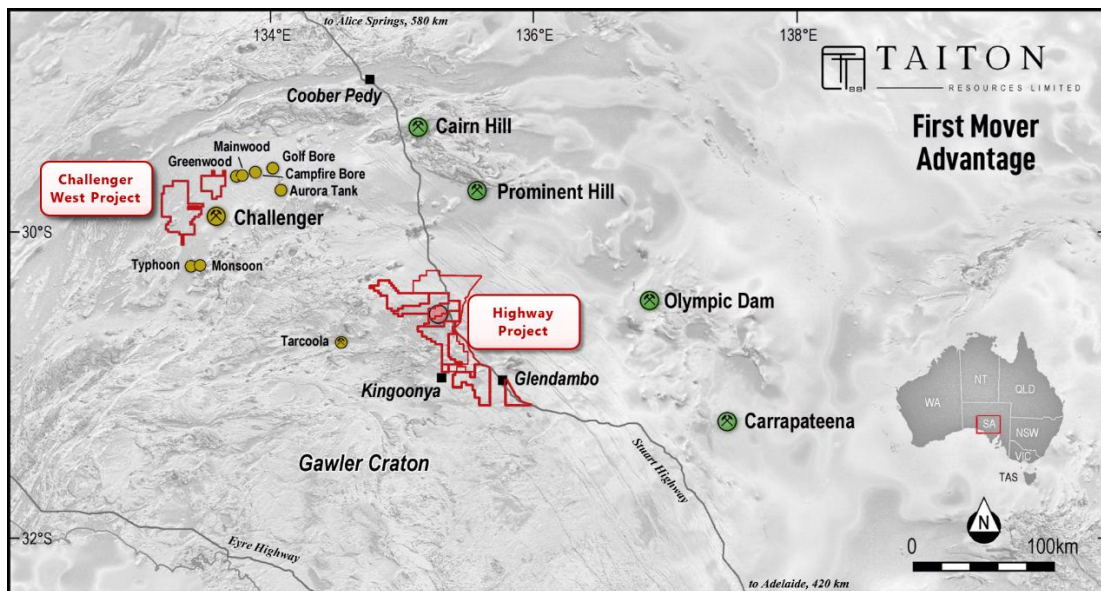 to Alice Springs, 580 km
134°E
136°E
138°E
TAITON
RESOURCES LIMITED
First Mover
Advantage
Coober Pedy
Cairn Hill
Mainwood
Greenwood
Golf Bore
Campfire Bore
Aurora Tank
Challenger
West Project
Prominent Hill
Challenger
30°S
Typhoon
Monsoon
Highway
Project
Olympic Dam
Tarcoola
Kingoonya
Glendambo
Carrapateena
Gawler Craton
Stuart Highway
WA
NT
QLD
SA
NSW
VIC
TAS
N
32°S
Eyre Highway
0
100km
to Adelaide, 420 km